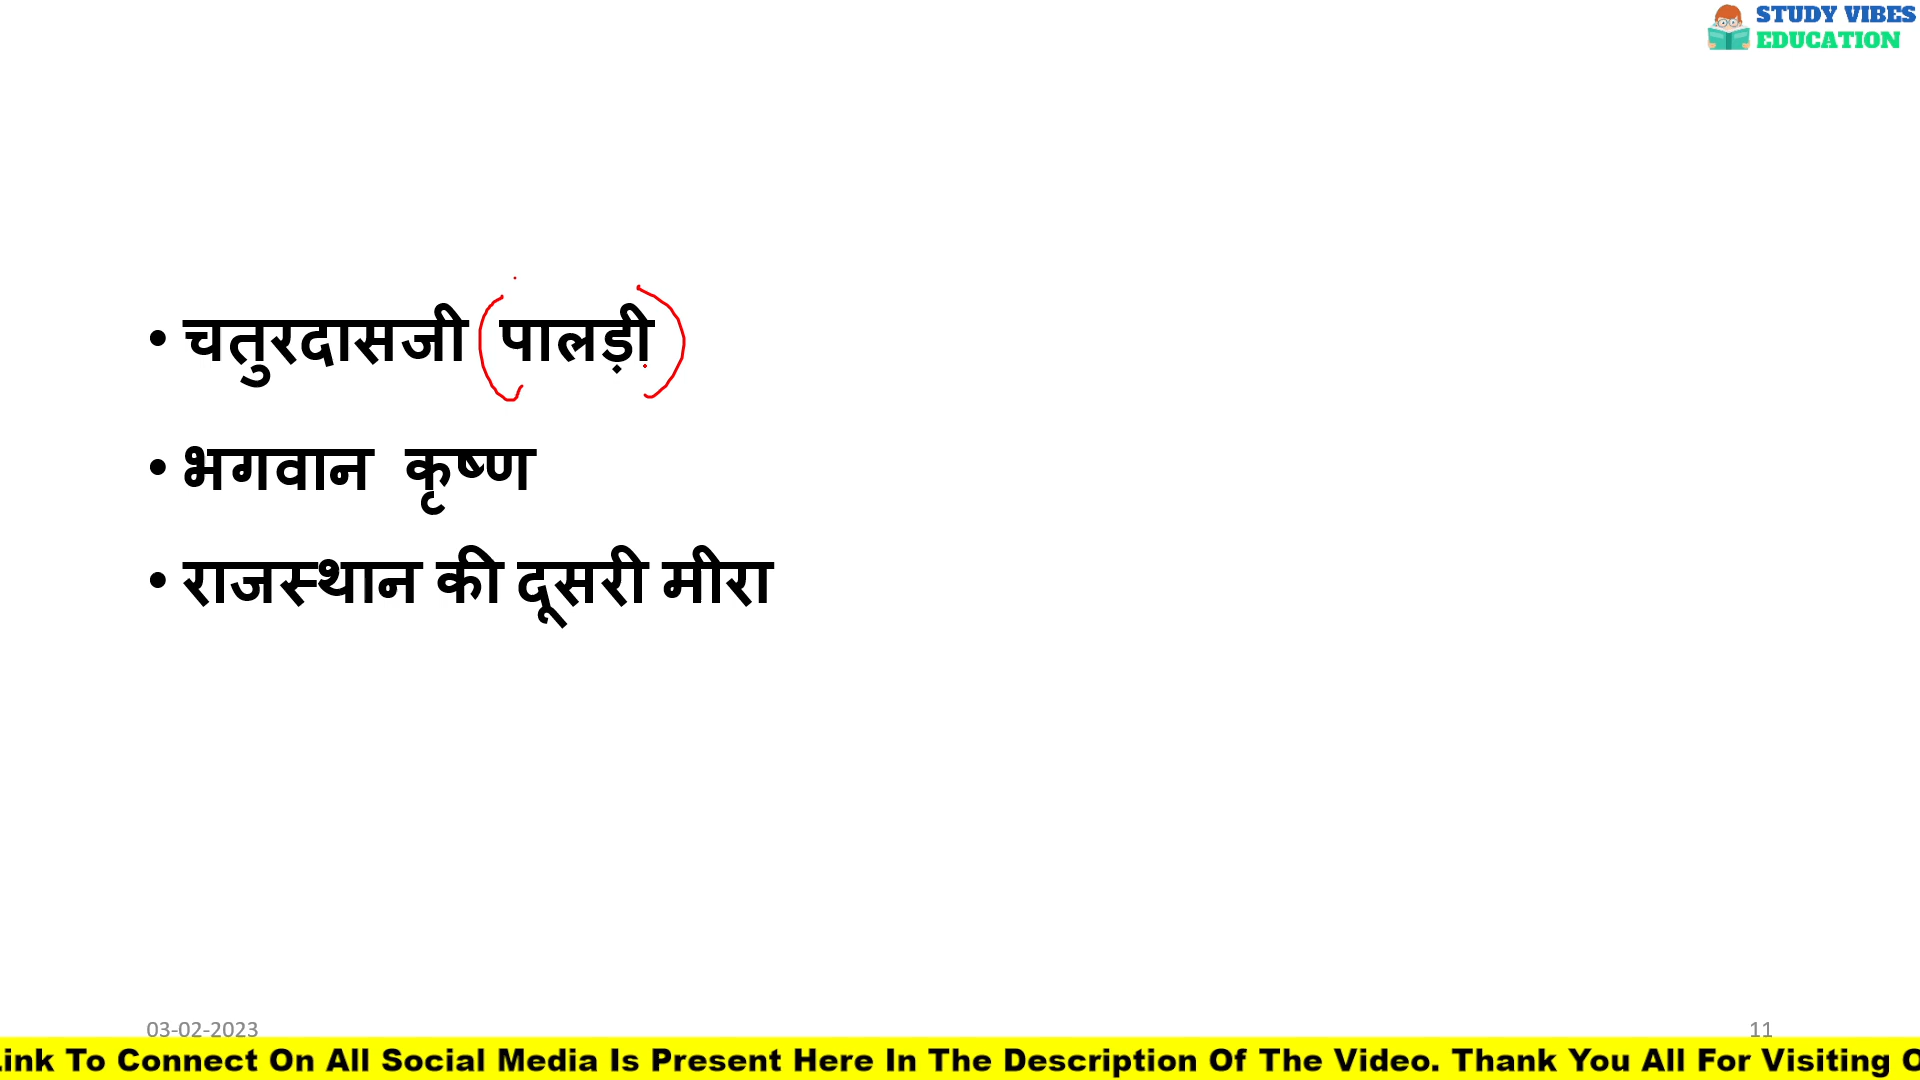 STUDY VIBES
EDUCATION
• चतुरदासजी पालड़ी
• भगवान कृष्ण
• राजस्थान की दूसरी मीरा
03-02-2023
11
ink To Connect On All Social Media Is Present Here In The Description Of The Video. Thank You All For Visiting